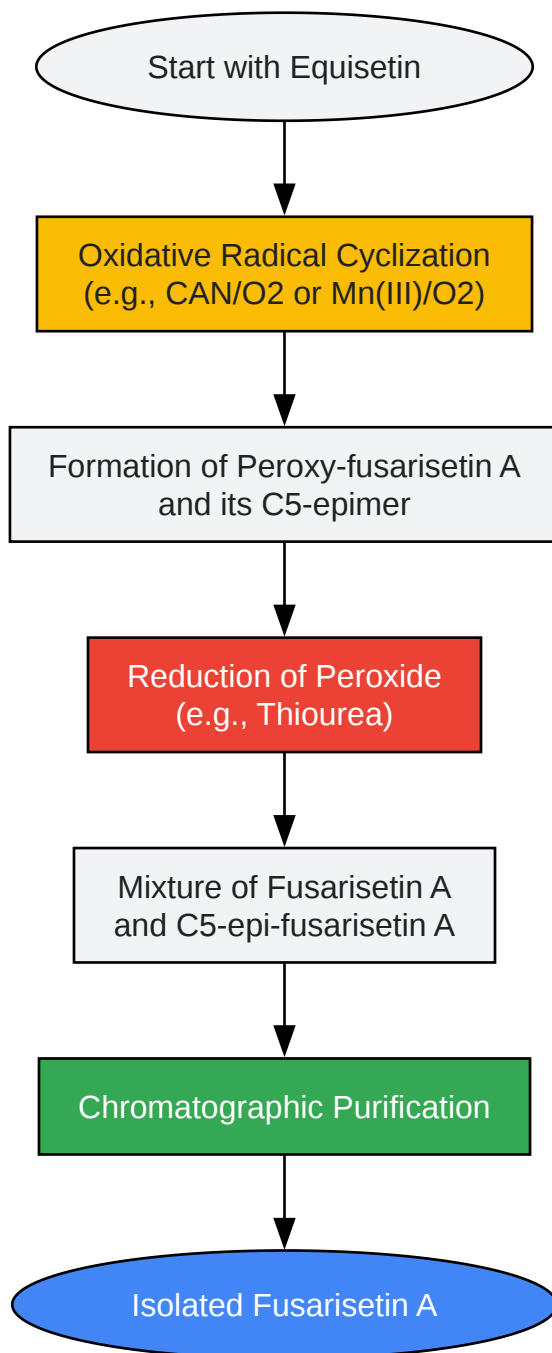 Start with Equisetin
Oxidative Radical Cyclization
(e.g., CAN/O2 or Mn(III)/O2)
Formation of Peroxy-fusarisetin A
and its C5-epimer
Reduction of Peroxide
(e.g., Thiourea)
Mixture of Fusarisetin A
and C5-epi-fusarisetin A
Chromatographic Purification
Isolated Fusarisetin A